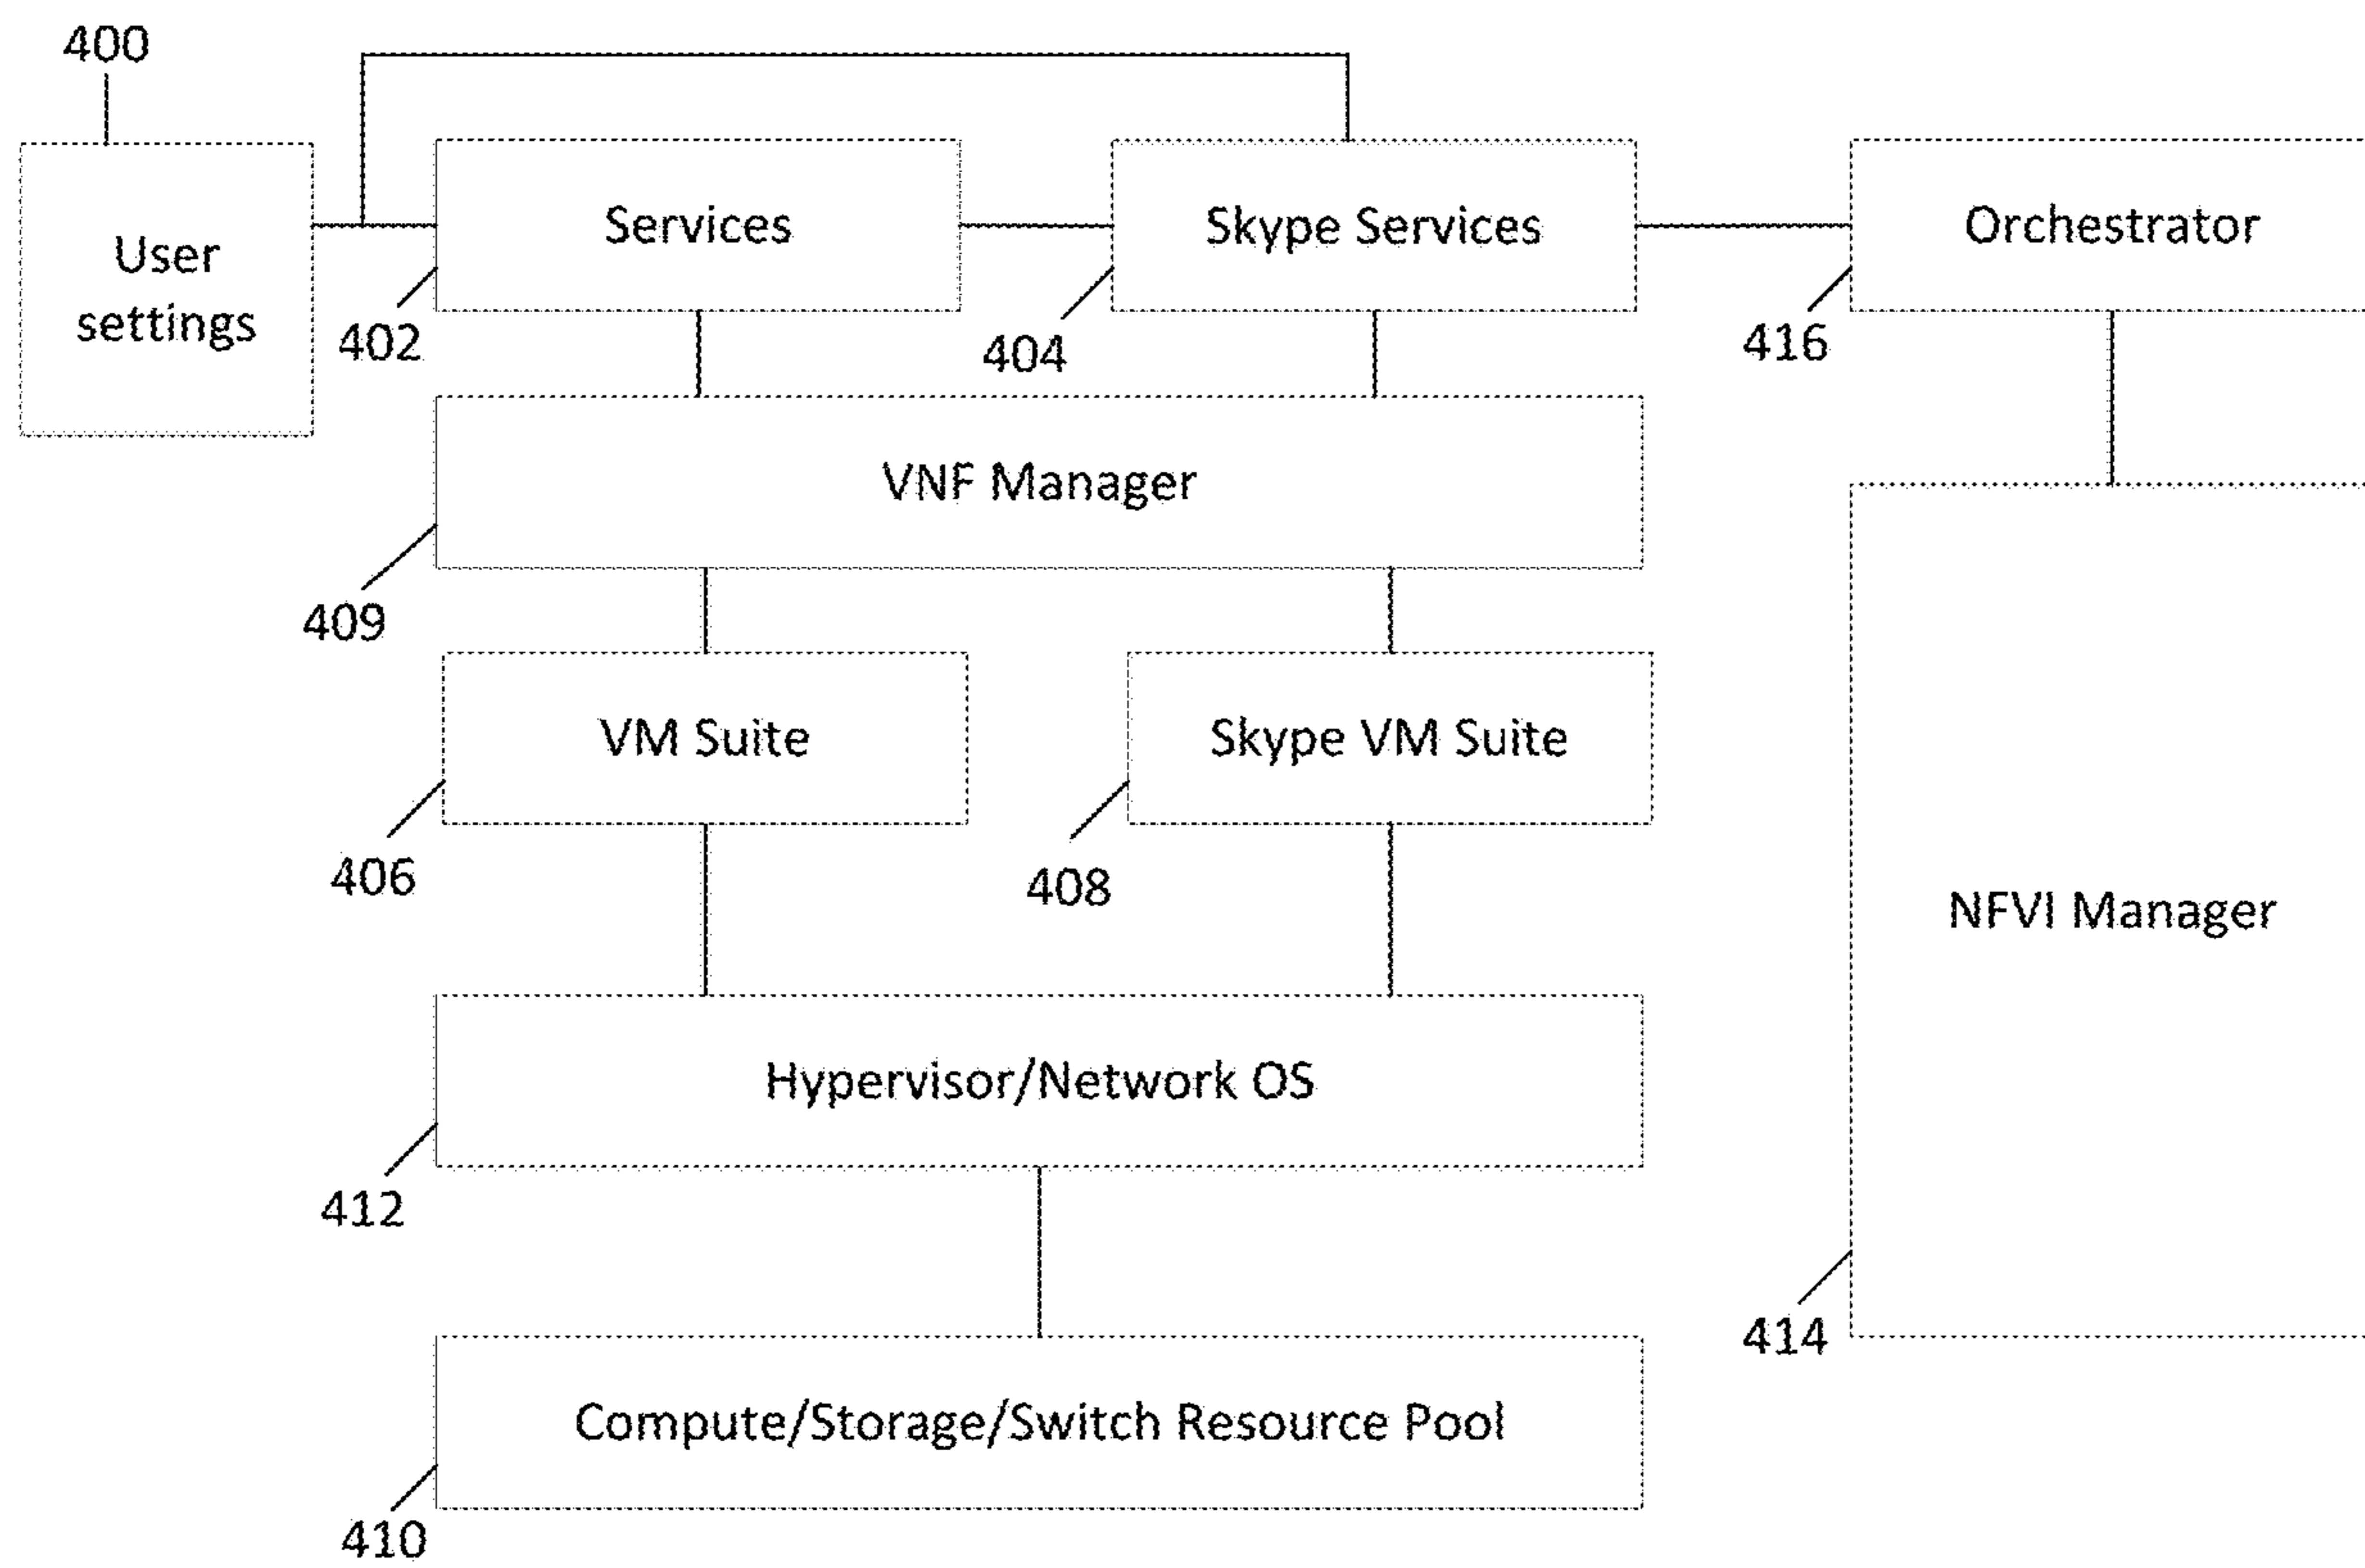 400
User
settings
Services
Skype Services
Orchestrator
402
404
416
VNF Manager
409
VM Suite
Skype VM Suite
406
408
NFVI Manager
Hypervisor/Network OS
412
414
Compute/Storage/Switch Resource Pool
410